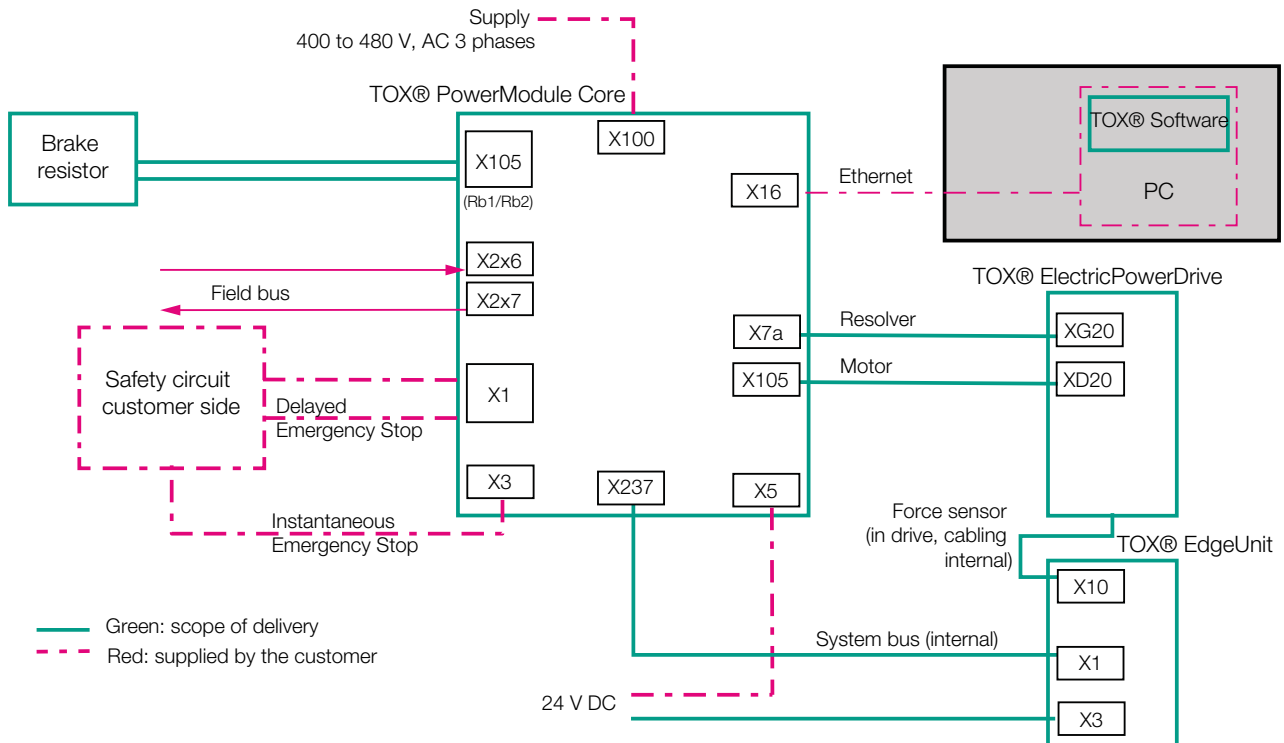 Supply
400 to 480 V, AC 3 phases
TOX® PowerModule Core
Brake
resistor
X105
(Rb1/Rb2)
X100
X16
Ethernet
TOX® Software
PC
X2x6
Field bus
X2x7
TOX® ElectricPowerDrive
X7a
Resolver
XG20
X105
Motor
XD20
Safety circuit
customer side
X1
Delayed
Emergency Stop
X3
X237
X5
Instantaneous
Emergency Stop
Force sensor
(in drive, cabling
internal)
TOX® EdgeUnit
X10
Green: scope of delivery
Red: supplied by the customer
System bus (internal)
X1
24 V DC
X3